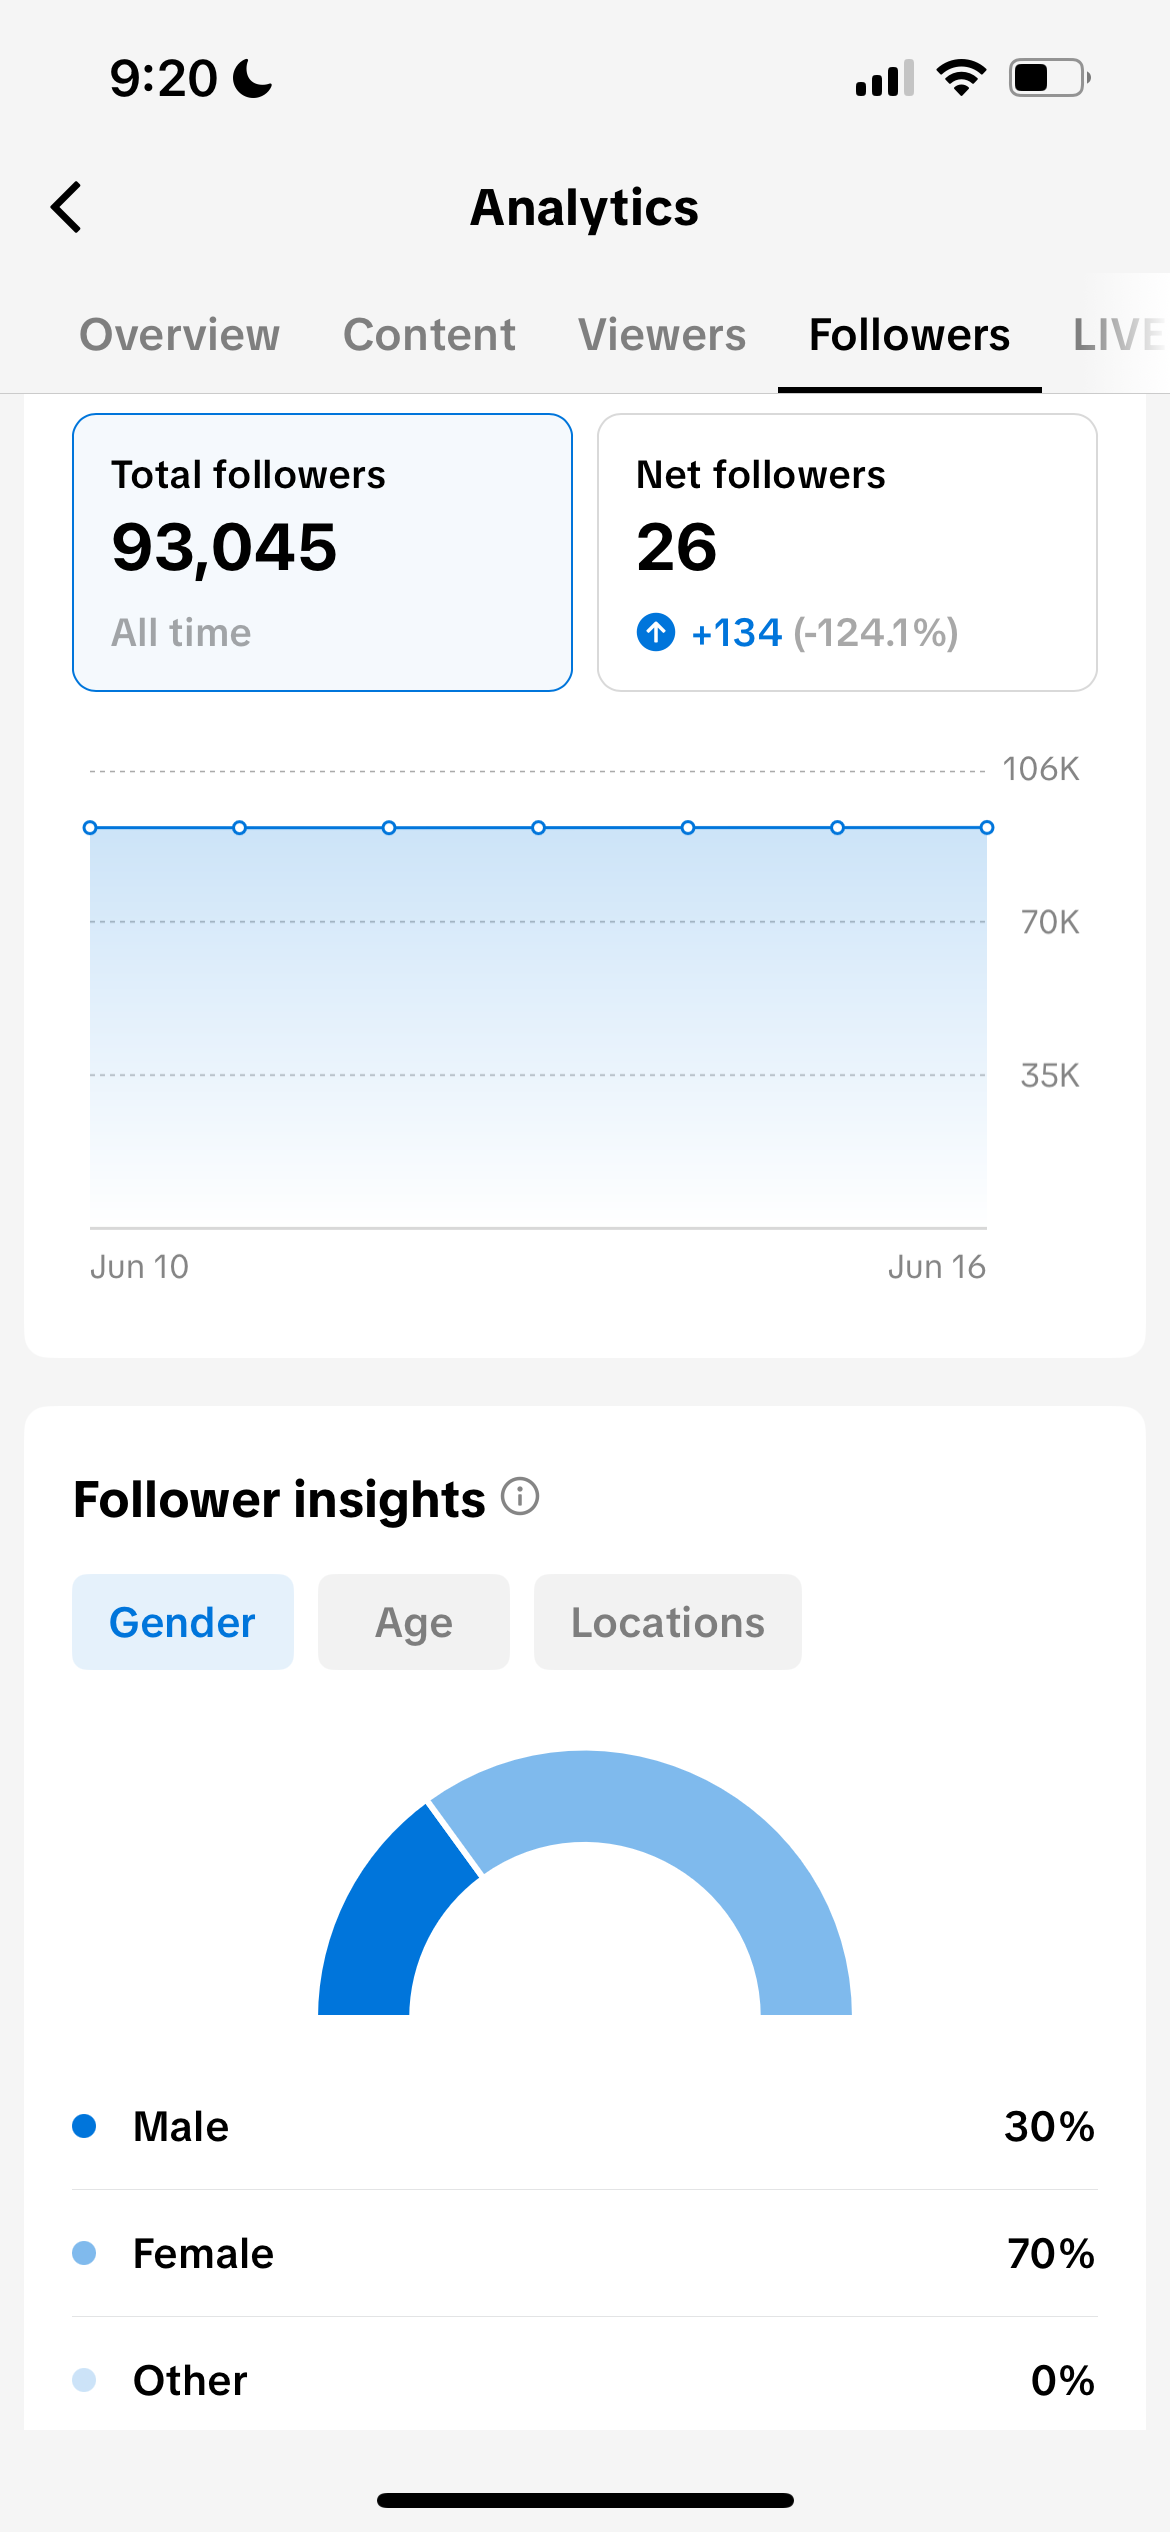 9:20
Analytics
Overview Content Viewers Followers LIVE
Total followers
93,045
All time
Net followers
26
+134 (-124.1%)
106K
70K
35K
Jun 10 Jun 16
Follower insights
Gender Age Locations
Male 30%
Female 70%
Other 0%